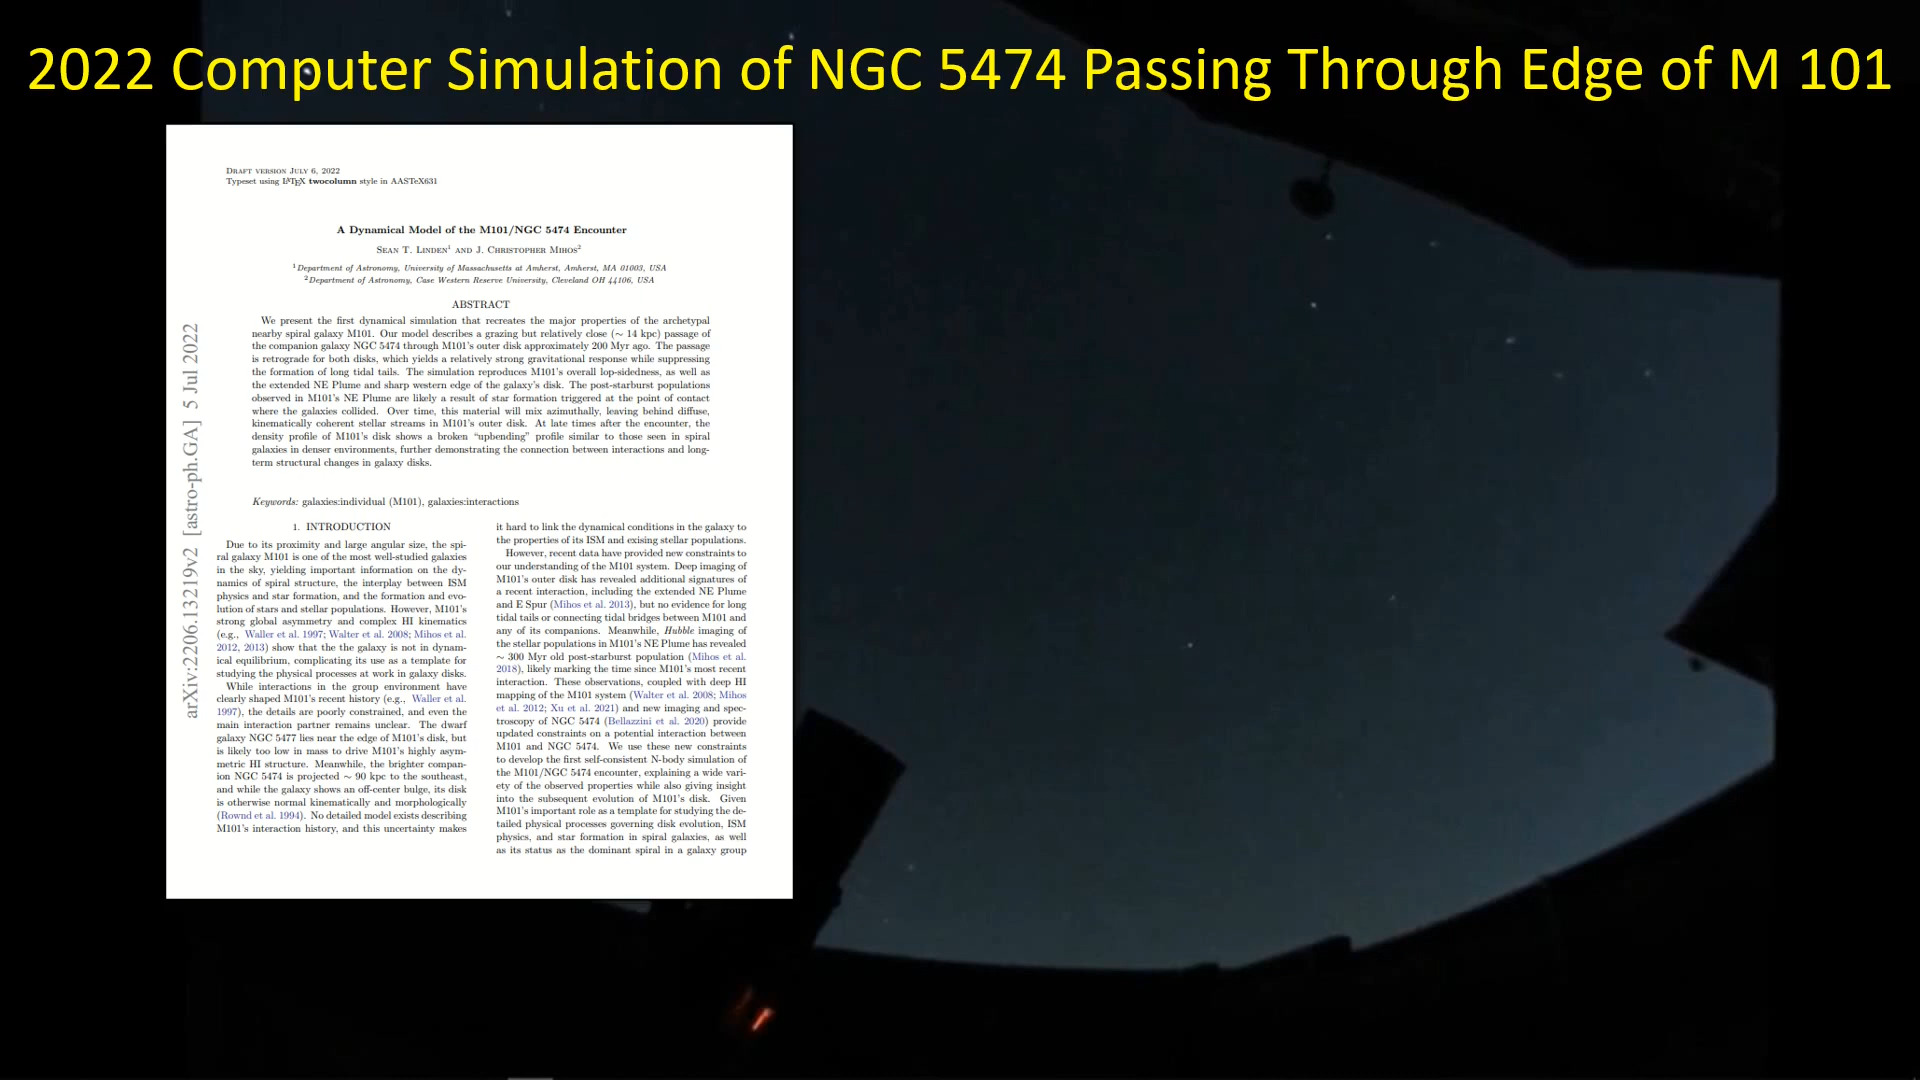 2022 Computer Simulation of NGC 5474 Passing Through Edge of M 101
Draft version July 6, 2022
Typeset using LATEX twocolumn style in AASTeX631
A Dynamical Model of the M101/NGC 5474 Encounter
Sean T. Linden1 and J. Christopher Mihos2
1Department of Astronomy, University of Massachusetts at Amherst, Amherst, MA 01003, USA
2Department of Astronomy, Case Western Reserve University, Cleveland OH 44106, USA
ABSTRACT
We present the first dynamical simulation that recreates the major properties of the archetypal
nearby spiral galaxy M101. Our model describes a grazing but relatively close (∼ 14 kpc) passage of
the companion galaxy NGC 5474 through M101's outer disk approximately 200 Myr ago. The passage
is retrograde for both disks, which yields a relatively strong gravitational response while suppressing
the formation of long tidal tails. The simulation reproduces M101's overall lop-sidedness, as well as
the extended NE Plume and sharp western edge of the galaxy's disk. The post-starburst populations
observed in M101's NE Plume are likely a result of star formation triggered at the point of contact
where the galaxies collided. Over time, this material will mix azimuthally, leaving behind diffuse,
kinematically coherent stellar streams in M101's outer disk. At late times after the encounter, the
density profile of M101's disk shows a broken "upbending" profile similar to those seen in spiral
galaxies in denser environments, further demonstrating the connection between interactions and long-
term structural changes in galaxy disks.
Keywords: galaxies:individual (M101), galaxies:interactions
1. INTRODUCTION
Due to its proximity and large angular size, the spi-
ral galaxy M101 is one of the most well-studied galaxies
in the sky, yielding important information on the dy-
namics of spiral structure, the interplay between ISM
physics and star formation, and the formation and evo-
lution of stars and stellar populations. However, M101's
strong global asymmetry and complex HI kinematics
(e.g., Waller et al. 1997; Walter et al. 2008; Mihos et al.
2012, 2013) show that the the galaxy is not in dynam-
ical equilibrium, complicating its use as a template for
studying the physical processes at work in galaxy disks.
While interactions in the group environment have
clearly shaped M101's recent history (e.g., Waller et al.
1997), the details are poorly constrained, and even the
main interaction partner remains unclear. The dwarf
galaxy NGC 5477 lies near the edge of M101's disk, but
is likely too low in mass to drive M101's highly asym-
metric HI structure. Meanwhile, the brighter compan-
ion NGC 5474 is projected ∼ 90 kpc to the southeast,
and while the galaxy shows an off-center bulge, its disk
is otherwise normal kinematically and morphologically
(Rownd et al. 1994). No detailed model exists describing
M101's interaction history, and this uncertainty makes
it hard to link the dynamical conditions in the galaxy to
the properties of its ISM and exising stellar populations.
However, recent data have provided new constraints to
our understanding of the M101 system. Deep imaging of
M101's outer disk has revealed additional signatures of
a recent interaction, including the extended NE Plume
and E Spur (Mihos et al. 2013), but no evidence for long
tidal tails or connecting tidal bridges between M101 and
any of its companions. Meanwhile, Hubble imaging of
the stellar populations in M101's NE Plume has revealed
∼ 300 Myr old post-starburst population (Mihos et al.
2018), likely marking the time since M101's most recent
interaction. These observations, coupled with deep HI
mapping of the M101 system (Walter et al. 2008; Mihos
et al. 2012; Xu et al. 2021) and new imaging and spec-
troscopy of NGC 5474 (Bellazzini et al. 2020) provide
updated constraints on a potential interaction between
M101 and NGC 5474. We use these new constraints
to develop the first self-consistent N-body simulation of
the M101/NGC 5474 encounter, explaining a wide vari-
ety of the observed properties while also giving insight
into the subsequent evolution of M101's disk. Given
M101's important role as a template for studying the de-
tailed physical processes governing disk evolution, ISM
physics, and star formation in spiral galaxies, as well
as its status as the dominant spiral in a galaxy group
arXiv:2206.13219v2 [astro-ph.GA] 5 Jul 2022